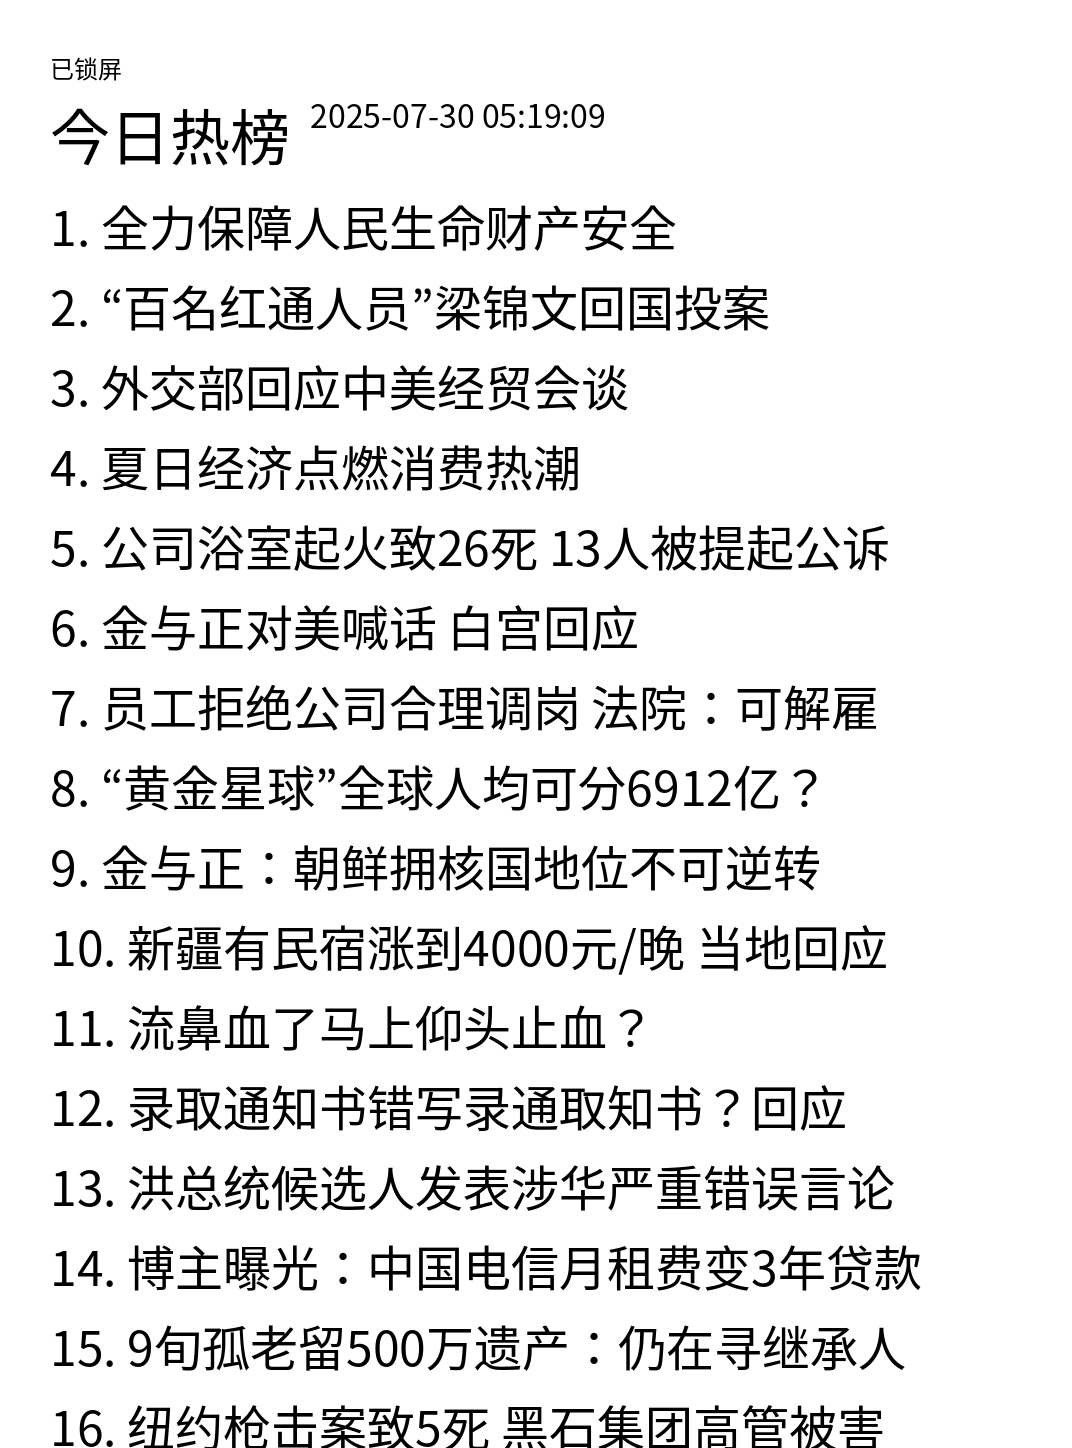 已锁屏
今日热榜 2025-07-30 05:19:09
1. 全力保障人民生命财产安全
2. “百名红通人员”梁锦文回国投案
3. 外交部回应中美经贸会谈
4. 夏日经济点燃消费热潮
5. 公司浴室起火致26死 13人被提起公诉
6. 金与正对美喊话 白宫回应
7. 员工拒绝公司合理调岗 法院：可解雇
8. “黄金星球”全球人均可分6912亿？
9. 金与正：朝鲜拥核国地位不可逆转
10. 新疆有民宿涨到4000元/晚 当地回应
11. 流鼻血了马上仰头止血？
12. 录取通知书错写录通取知书？回应
13. 洪总统候选人发表涉华严重错误言论
14. 博主曝光：中国电信月租费变3年贷款
15. 9旬孤老留500万遗产：仍在寻继承人
16. 纽约枪击案致5死 黑石集团高管被害